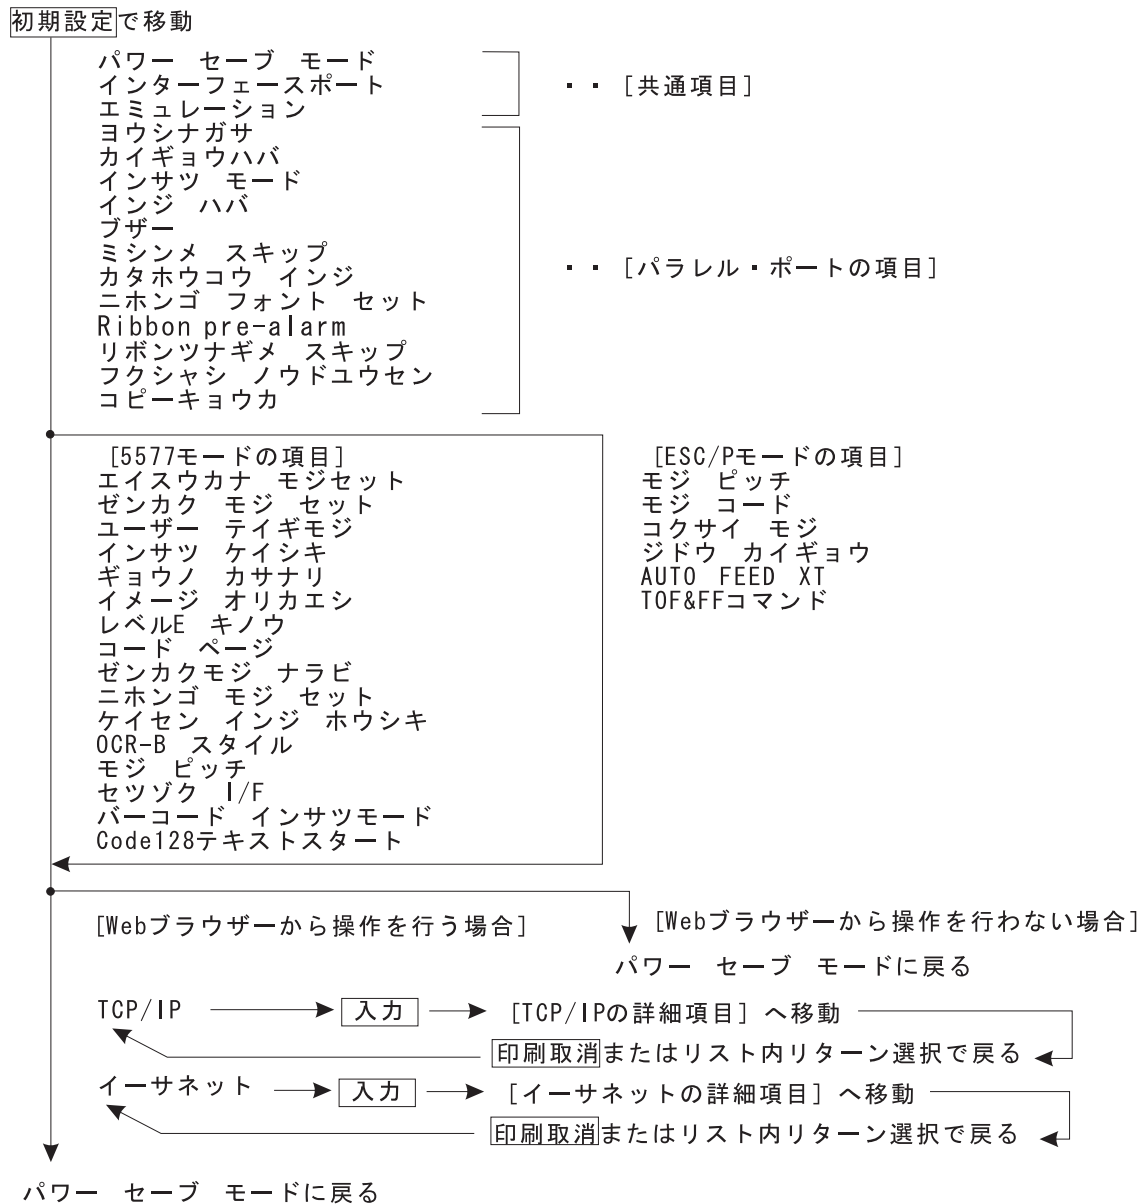 初期設定で移動
パワー セーブ モード
インターフェースポート
エミュレーション
・・ [共通項目]
ヨウシナガサ
カイギョウハバ
インサツ モード
インジ ハバ
ブザー
ミシンメ スキップ
カタホウコウ インジ
ニホンゴ フォント セット
Ribbon pre-alarm
リボンツナギメ スキップ
フクシャシ ノウドユウセン
コピーキョウカ
・・ [パラレル・ポートの項目]
[5577モードの項目]
エイスウカナ モジセット
ゼンカク モジ セット
ユーザー テイギモジ
インサツ ケイシキ
ギョウノ カサナリ
イメージ オリカエシ
レベルE キノウ
コード ページ
ゼンカクモジ ナラビ
ニホンゴ モジ セット
ケイセン インジ ホウシキ
OCR-B スタイル
モジ ピッチ
セツゾク I/F
バーコード インサツモード
Code128テキストスタート
[ESC/Pモードの項目]
モジ ピッチ
モジ コード
コクサイ モジ
ジドウ カイギョウ
AUTO FEED XT
TOF&FFコマンド
[Webブラウザーから操作を行う場合]
[Webブラウザーから操作を行わない場合]
パワー セーブ モードに戻る
TCP/IP 入力 [TCP/IPの詳細項目] へ移動
印刷取消またはリスト内リターン選択で戻る
イーサネット 入力 [イーサネットの詳細項目] へ移動
印刷取消またはリスト内リターン選択で戻る
パワー セーブ モードに戻る